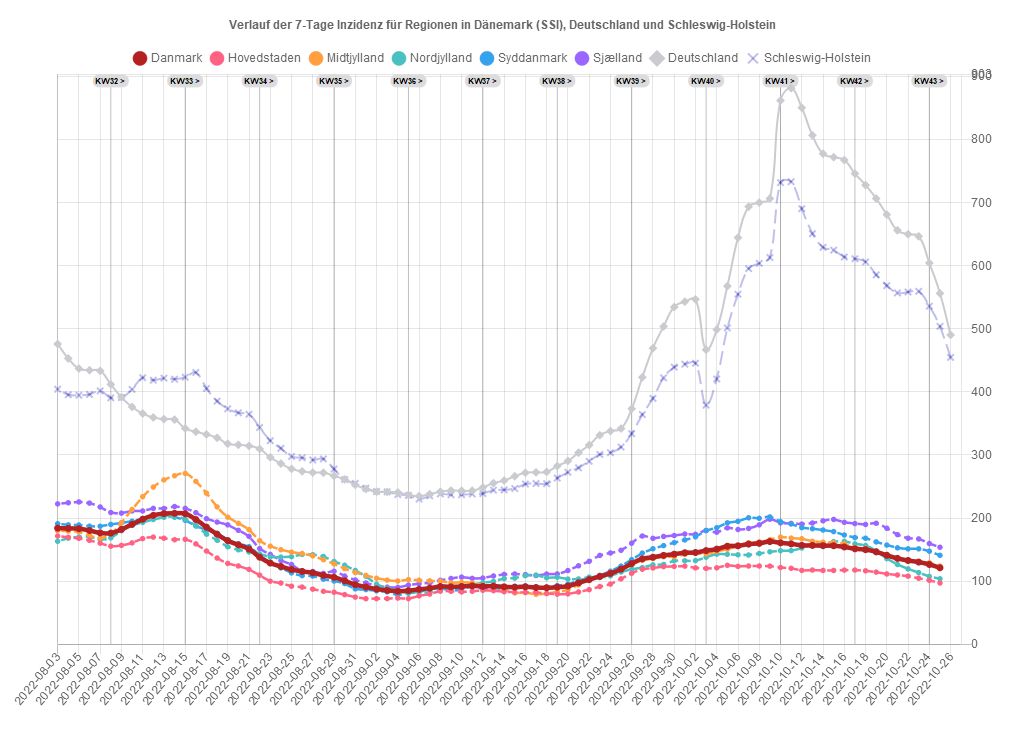 Verlauf der 7-Tage Inzidenz für Regionen in Dänemark (SSI), Deutschland und Schleswig-Holstein
Danmark Hovedstaden Midtjylland Nordjylland Syddanmark Sjælland Deutschland Schleswig-Holstein
KW32 > KW33 > KW34 > KW35 > KW36 > KW37 > KW38 > KW39 > KW40 > KW41 > KW42 > KW43 >
903
900
800
700
600
500
400
300
200
100
0
2022-08-03 2022-08-05 2022-08-07 2022-08-09 2022-08-11 2022-08-13 2022-08-15 2022-08-17 2022-08-19 2022-08-21 2022-08-23 2022-08-25 2022-08-27 2022-08-29 2022-08-31 2022-09-02 2022-09-04 2022-09-06 2022-09-08 2022-09-10 2022-09-12 2022-09-14 2022-09-16 2022-09-18 2022-09-20 2022-09-22 2022-09-24 2022-09-26 2022-09-28 2022-09-30 2022-10-02 2022-10-04 2022-10-06 2022-10-08 2022-10-10 2022-10-12 2022-10-14 2022-10-16 2022-10-18 2022-10-20 2022-10-22 2022-10-24 2022-10-26